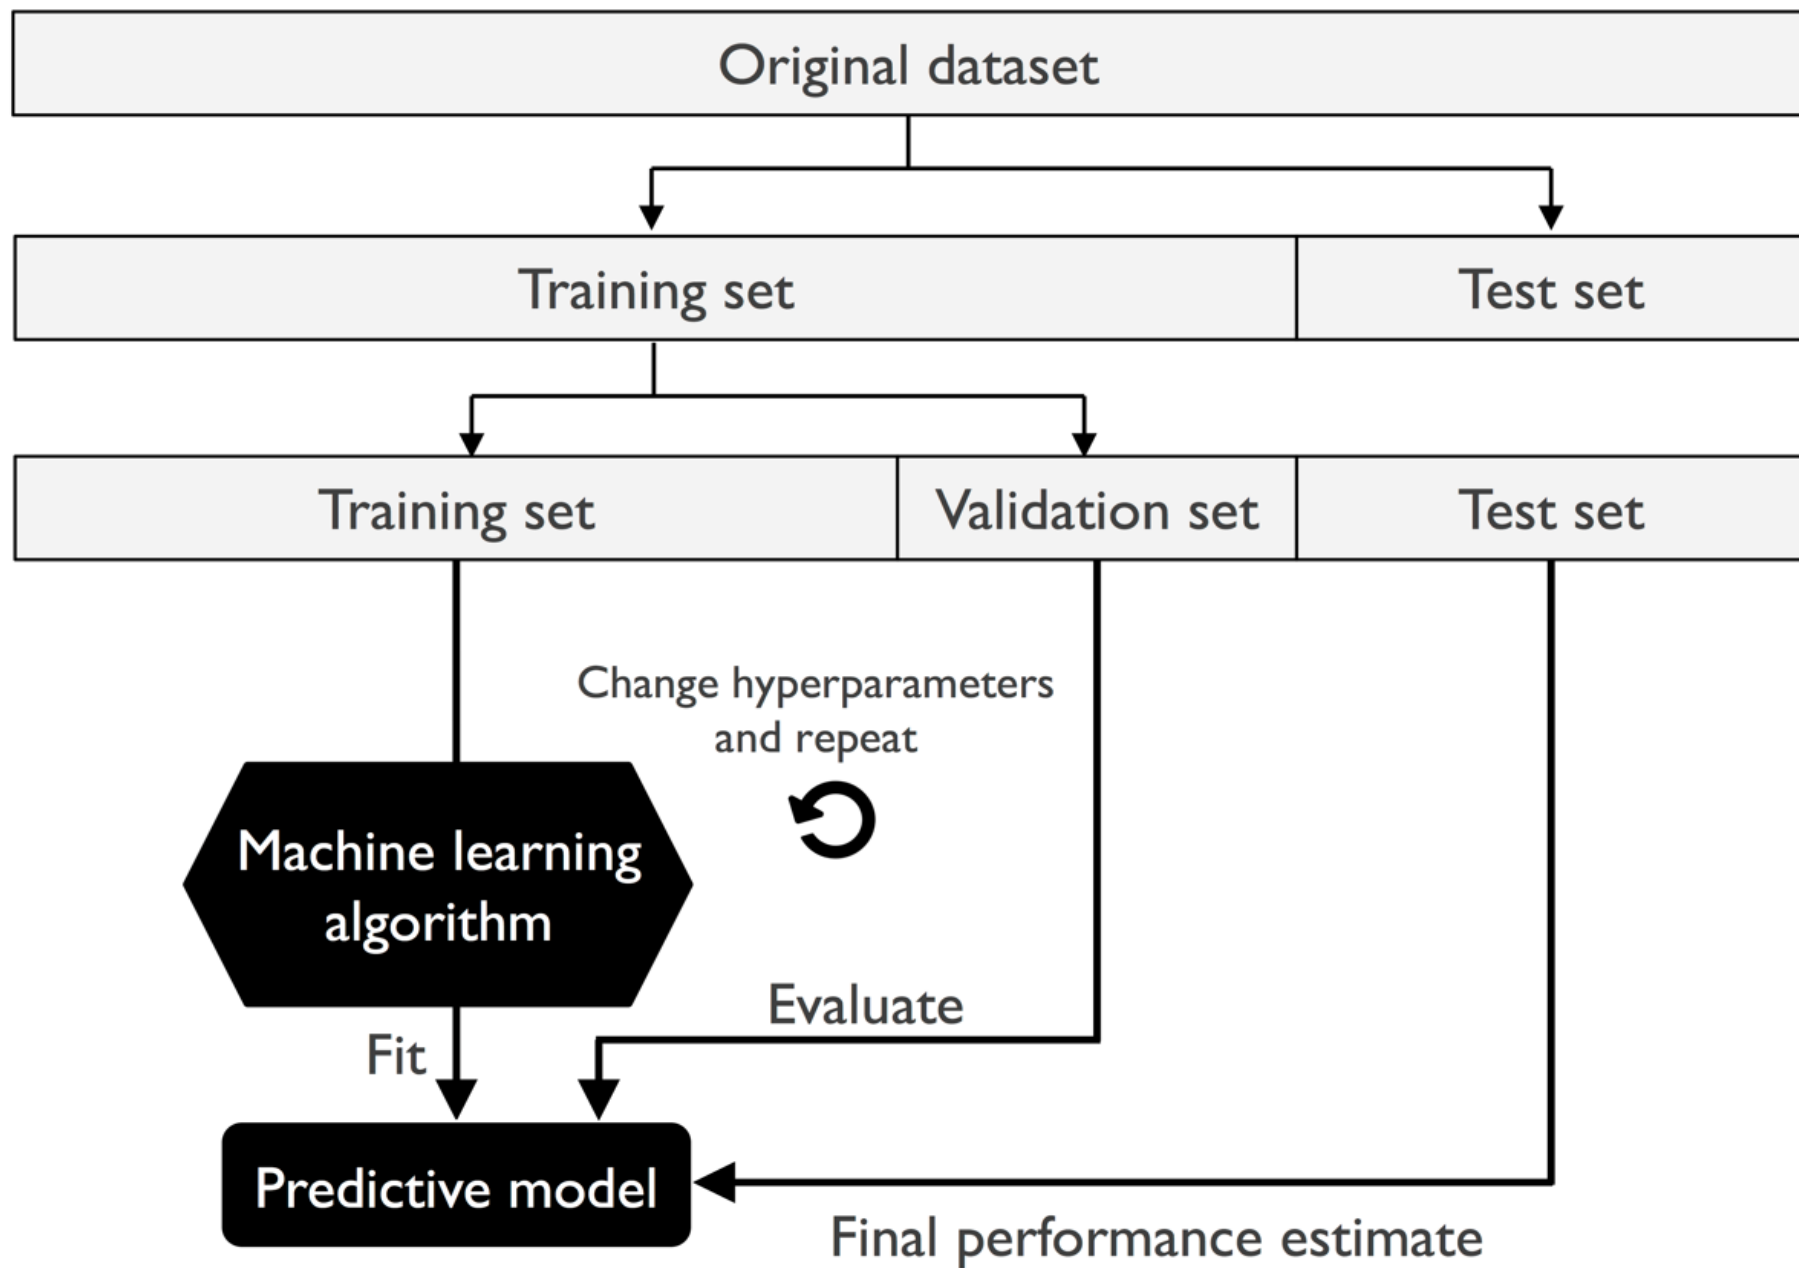 Original dataset
Training set
Test set
Training set
Validation set
Test set
Change hyperparameters
and repeat
Machine learning
algorithm
Evaluate
Fit
Predictive model
Final performance estimate